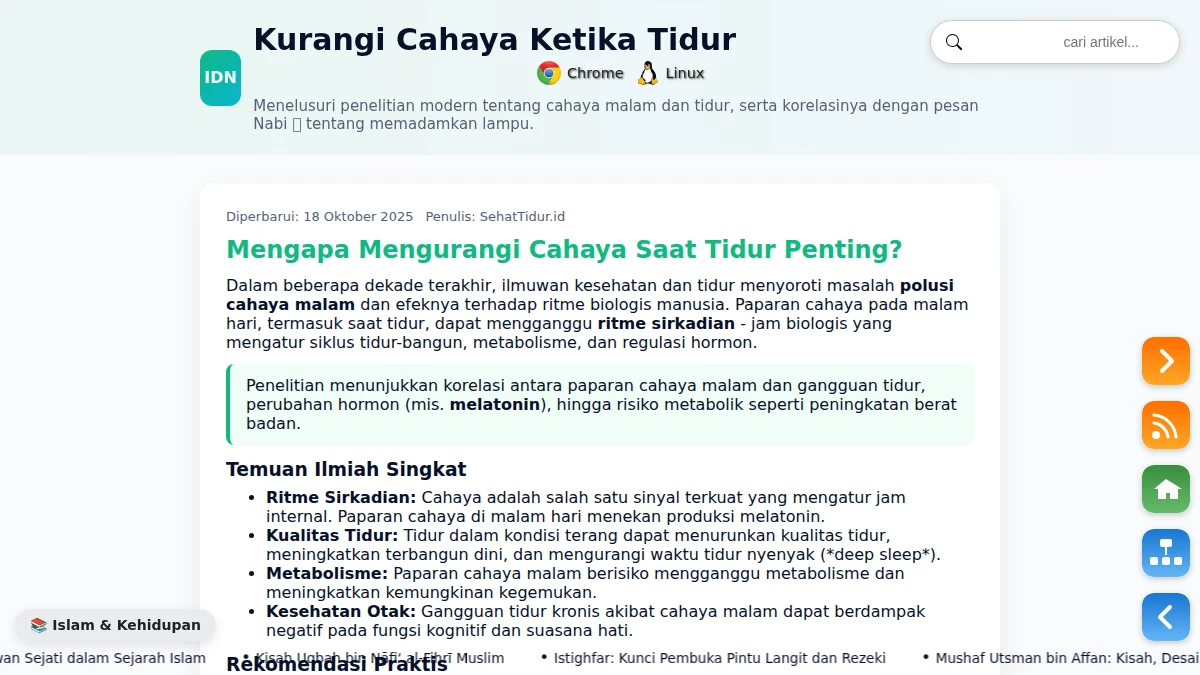 Kurangi Cahaya Ketika Tidur
cari artikel...
IDN
Chrome Linux
Menelusuri penelitian modern tentang cahaya malam dan tidur, serta korelasinya dengan pesan
Nabi tentang memadamkan lampu.
Diperbarui: 18 Oktober 2025 Penulis: SehatTidur.id
Mengapa Mengurangi Cahaya Saat Tidur Penting?
Dalam beberapa dekade terakhir, ilmuwan kesehatan dan tidur menyoroti masalah polusi
cahaya malam dan efeknya terhadap ritme biologis manusia. Paparan cahaya pada malam
hari, termasuk saat tidur, dapat mengganggu ritme sirkadian - jam biologis yang
mengatur siklus tidur-bangun, metabolisme, dan regulasi hormon.
Penelitian menunjukkan korelasi antara paparan cahaya malam dan gangguan tidur,
perubahan hormon (mis. melatonin), hingga risiko metabolik seperti peningkatan berat
badan.
Temuan Ilmiah Singkat
• Ritme Sirkadian: Cahaya adalah salah satu sinyal terkuat yang mengatur jam
internal. Paparan cahaya di malam hari menekan produksi melatonin.
• Kualitas Tidur: Tidur dalam kondisi terang dapat menurunkan kualitas tidur,
meningkatkan terbangun dini, dan mengurangi waktu tidur nyenyak (*deep sleep*).
• Metabolisme: Paparan cahaya malam berisiko mengganggu metabolisme dan
meningkatkan kemungkinan kegemukan.
• Kesehatan Otak: Gangguan tidur kronis akibat cahaya malam dapat berdampak
negatif pada fungsi kognitif dan suasana hati.
📚 Islam & Kehidupan
Rekomendasi Praktis
wan Sejati dalam Sejarah Islam • Kisah Uqbah bin Nāfi‘ al-Fihrī Muslim • Istighfar: Kunci Pembuka Pintu Langit dan Rezeki • Mushaf Utsman bin Affan: Kisah, Desai